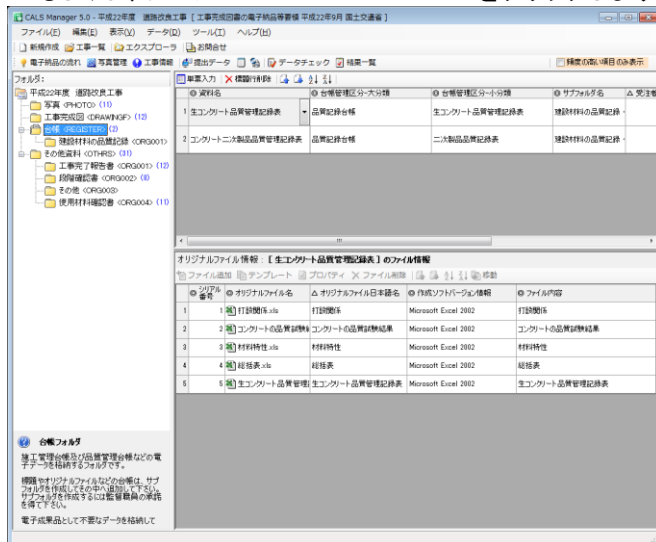 CALS Manager 5.0 - 平成22年度 道路改良工事 [ 工事完成図書の電子納品等要領 平成22年9月 国土交通省 ]
ファイル(F) 編集(E) 表示(V) データ(D) ツール(T) ヘルプ(H)
新規作成 工事一覧 エクスプローラ お問合せ
電子納品の流れ 写真管理 工事情報 提出データ データチェック 結果一覧 頻度の高い項目のみ表示
フォルダ:
平成22年度 道路改良工事
写真 <PHOTO> (11)
工事完成図 <DRAWINGF> (12)
台帳 <REGISTER> (2)
建設材料の品質記録 <ORG001>
その他資料 <OTHRS> (31)
工事完了報告書 <ORG001> (12)
段階確認書 <ORG002> (8)
その他 <ORG003>
使用材料確認書 <ORG004> (11)
台帳フォルダ
施工管理台帳及び品質管理台帳などの電
子データを格納するフォルダです。
標題やオリジナルファイルなどの台帳は、サブ
フォルダを作成してその中へ追加して下さい。
サブフォルダを作成するには監督職員の承諾
を得て下さい。
電子成果品として不要なデータを格納して
単票入力 標題行削除
資料名 台帳管理区分-大分類 台帳管理区分-小分類 サブフォルダ名 受注者
1 生コンクリート品質管理記録表 品質記録台帳 生コンクリート品質管理記録表 建設材料の品質記録
2 コンクリート二次製品品質管理記録表 品質記録台帳 二次製品品質記録表 建設材料の品質記録
オリジナルファイル情報 : 【 生コンクリート品質管理記録表 】 のファイル情報
ファイル追加 テンプレート プロパティ ファイル削除 移動
シリアル番号 オリジナルファイル名 オリジナルファイル日本語名 作成ソフトバージョン情報 ファイル内容
1 1 打設関係.xls 打設関係 Microsoft Excel 2002 打設関係
2 2 コンクリートの品質試験結 コンクリートの品質試験結果 Microsoft Excel 2002 コンクリートの品質試験結果
3 3 材料特性.xls 材料特性 Microsoft Excel 2002 材料特性
4 4 総括表.xls 総括表 Microsoft Excel 2002 総括表
5 5 生コンクリート品質管理 生コンクリート品質管理記録表 Microsoft Excel 2002 生コンクリート品質管理記録表